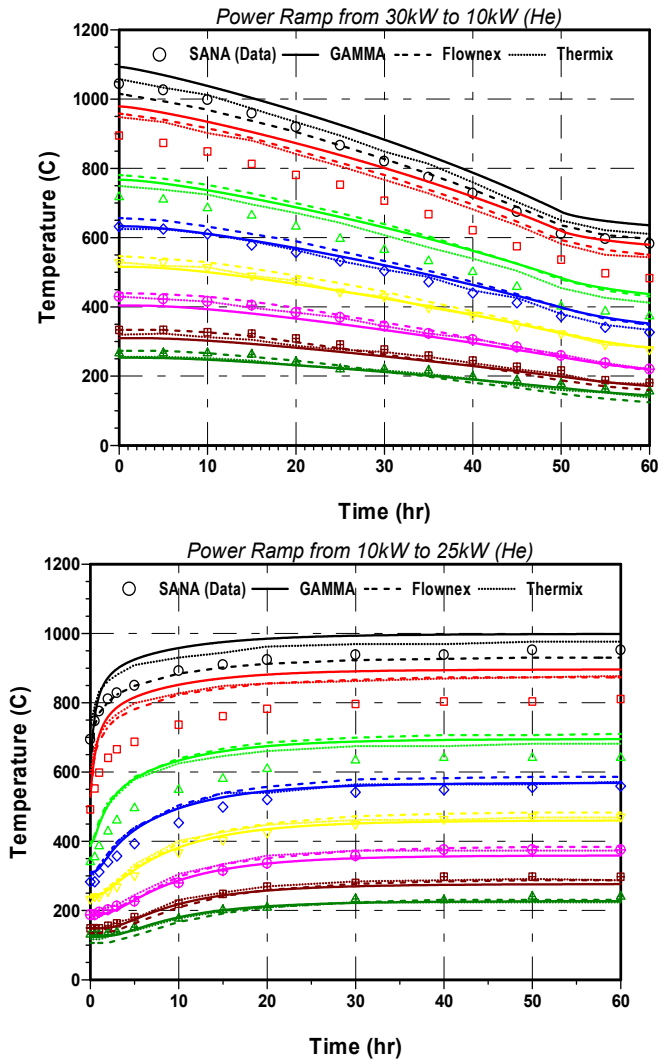 Power Ramp from 30kW to 10kW (He)
1200
SANA (Data) GAMMA Flownex Thermix
1000
800
600
400
200
0
Temperature (C)
0 10 20 30 40 50 60
Time (hr)
Power Ramp from 10kW to 25kW (He)
1200
SANA (Data) GAMMA Flownex Thermix
1000
800
600
400
200
0
Temperature (C)
0 10 20 30 40 50 60
Time (hr)